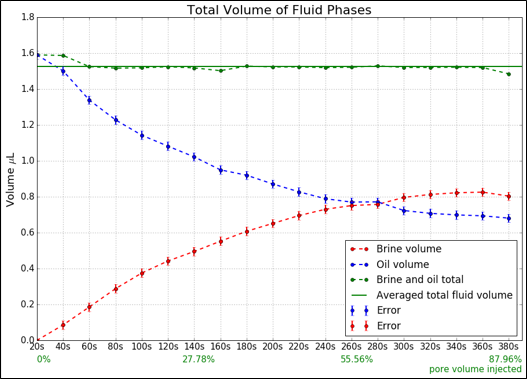 Total Volume of Fluid Phases
1.8
1.6
1.4
1.2
1.0
0.8
0.6
0.4
0.2
0.0
Volume μL
Brine volume
Oil volume
Brine and oil total
Averaged total fluid volume
Error
Error
20s 40s 60s 80s 100s 120s 140s 160s 180s 200s 220s 240s 260s 280s 300s 320s 340s 360s 380s
0% 27.78% 55.56% 87.96%
pore volume injected